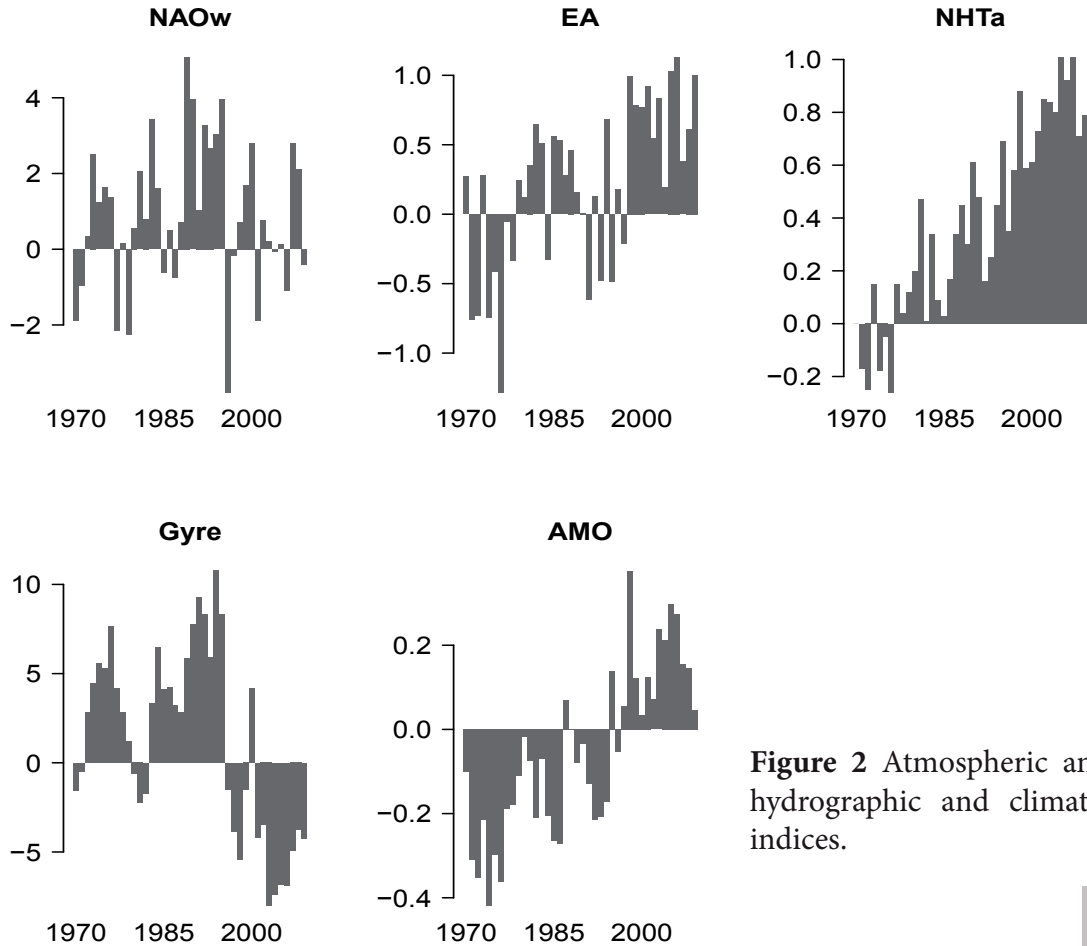 NAOw
4
2
0
−2
1970 1985 2000
EA
1.0
0.5
0.0
−0.5
−1.0
1970 1985 2000
NHTa
1.0
0.8
0.6
0.4
0.2
0.0
−0.2
1970 1985 2000
Gyre
10
5
0
−5
1970 1985 2000
AMO
0.2
0.0
−0.2
−0.4
1970 1985 2000
Figure 2 Atmospheric an
hydrographic and climat
indices.